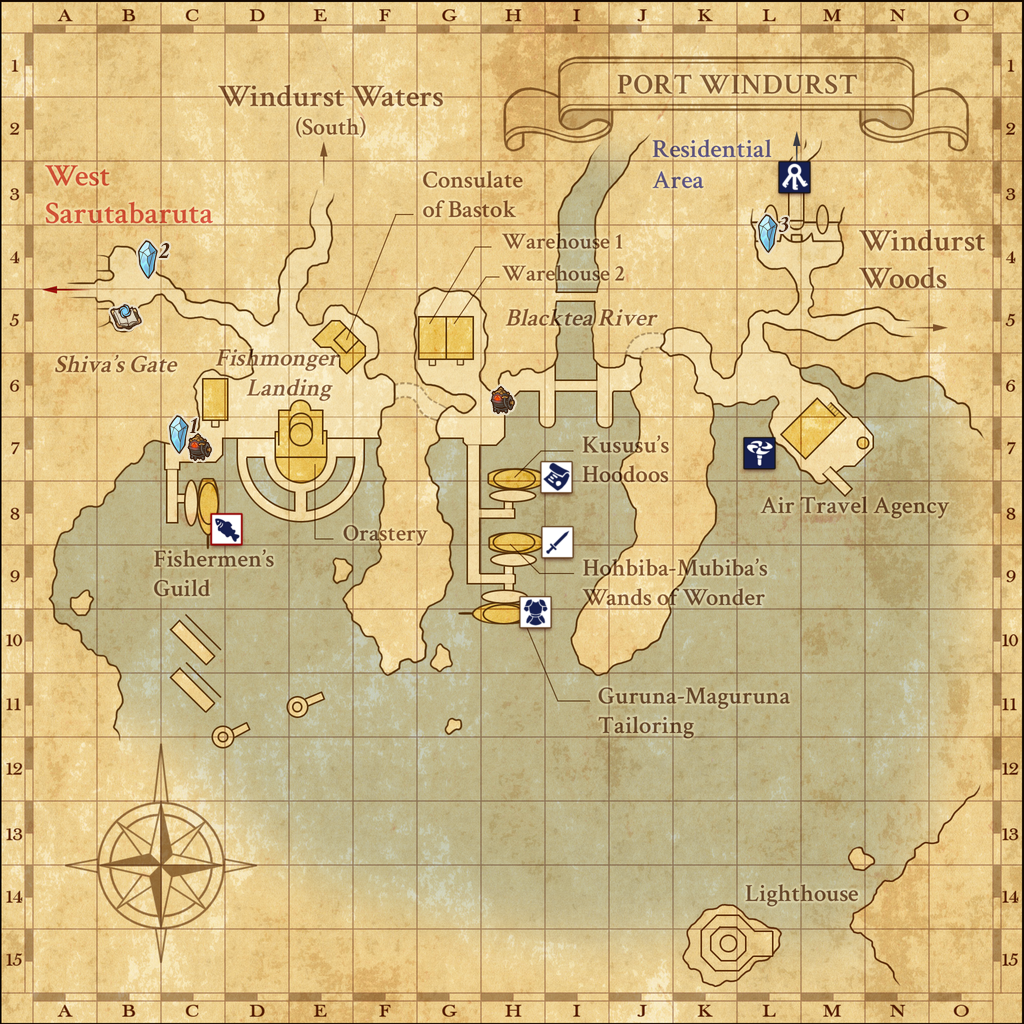 A B C D E F G H I J K L M N O
1 1
PORT WINDURST
Windurst Waters
(South)
2 2
Residential
Area
3 3
West
Sarutabaruta
Consulate
of Bastok
3
2
Warehouse 1
Windurst
Woods
4 4
Warehouse 2
5 5
Blacktea River
Shiva's Gate
Fishmonger
Landing
6 6
1
7 7
Kususu's
Hoodoos
8 8
Air Travel Agency
Orastery
Fishermen's
Guild
9 9
Hohbiba-Mubiba's
Wands of Wonder
10 10
Guruna-Maguruna
Tailoring
11 11
12 12
13 13
14 14
Lighthouse
15 15
A B C D E F G H I J K L M N O